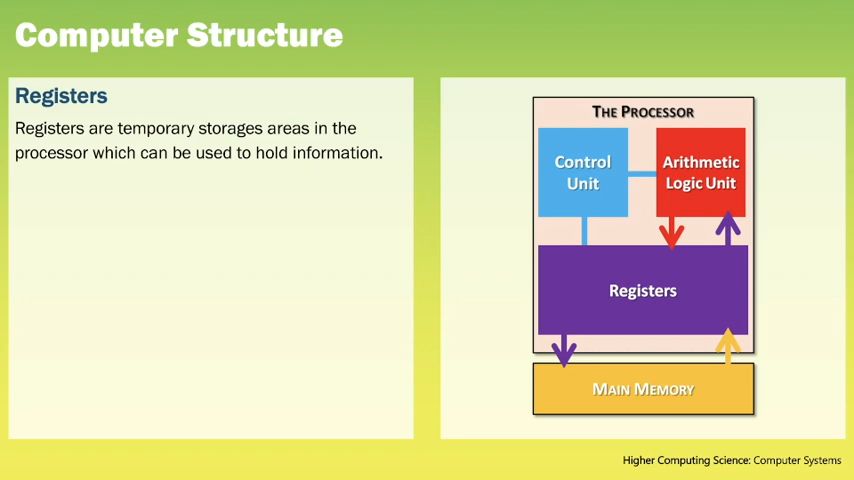 Computer Structure
Registers
Registers are temporary storages areas in the
processor which can be used to hold information.
The Processor
Control
Unit
Arithmetic
Logic Unit
Registers
Main Memory
Higher Computing Science: Computer Systems